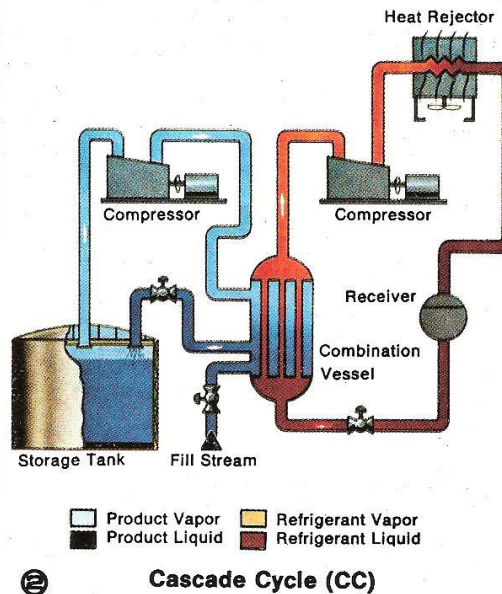 Heat Rejector
Compressor
Compressor
Receiver
Combination
Vessel
Storage Tank
Fill Stream
Product Vapor
Refrigerant Vapor
Product Liquid
Refrigerant Liquid
2
Cascade Cycle (CC)